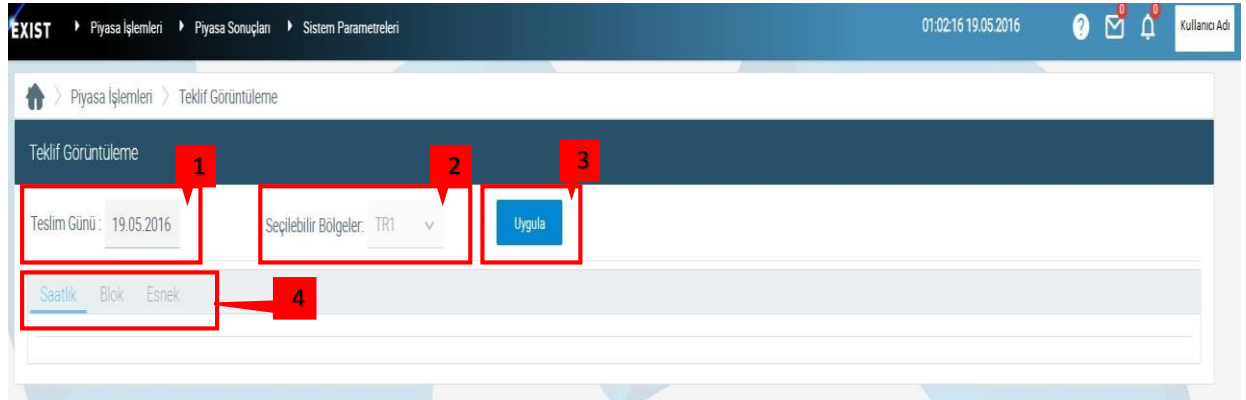 EXIST Piyasa İşlemleri Piyasa Sonuçları Sistem Parametreleri 01:02:16 19.05.2016 ? 0 0 Kullanıcı Adı
Piyasa İşlemleri Teklif Görüntüleme
Teklif Görüntüleme
1 2 3
Teslim Günü : 19.05.2016 Seçilebilir Bölgeler: TR1 Uygula
Saatlik Blok Esnek 4